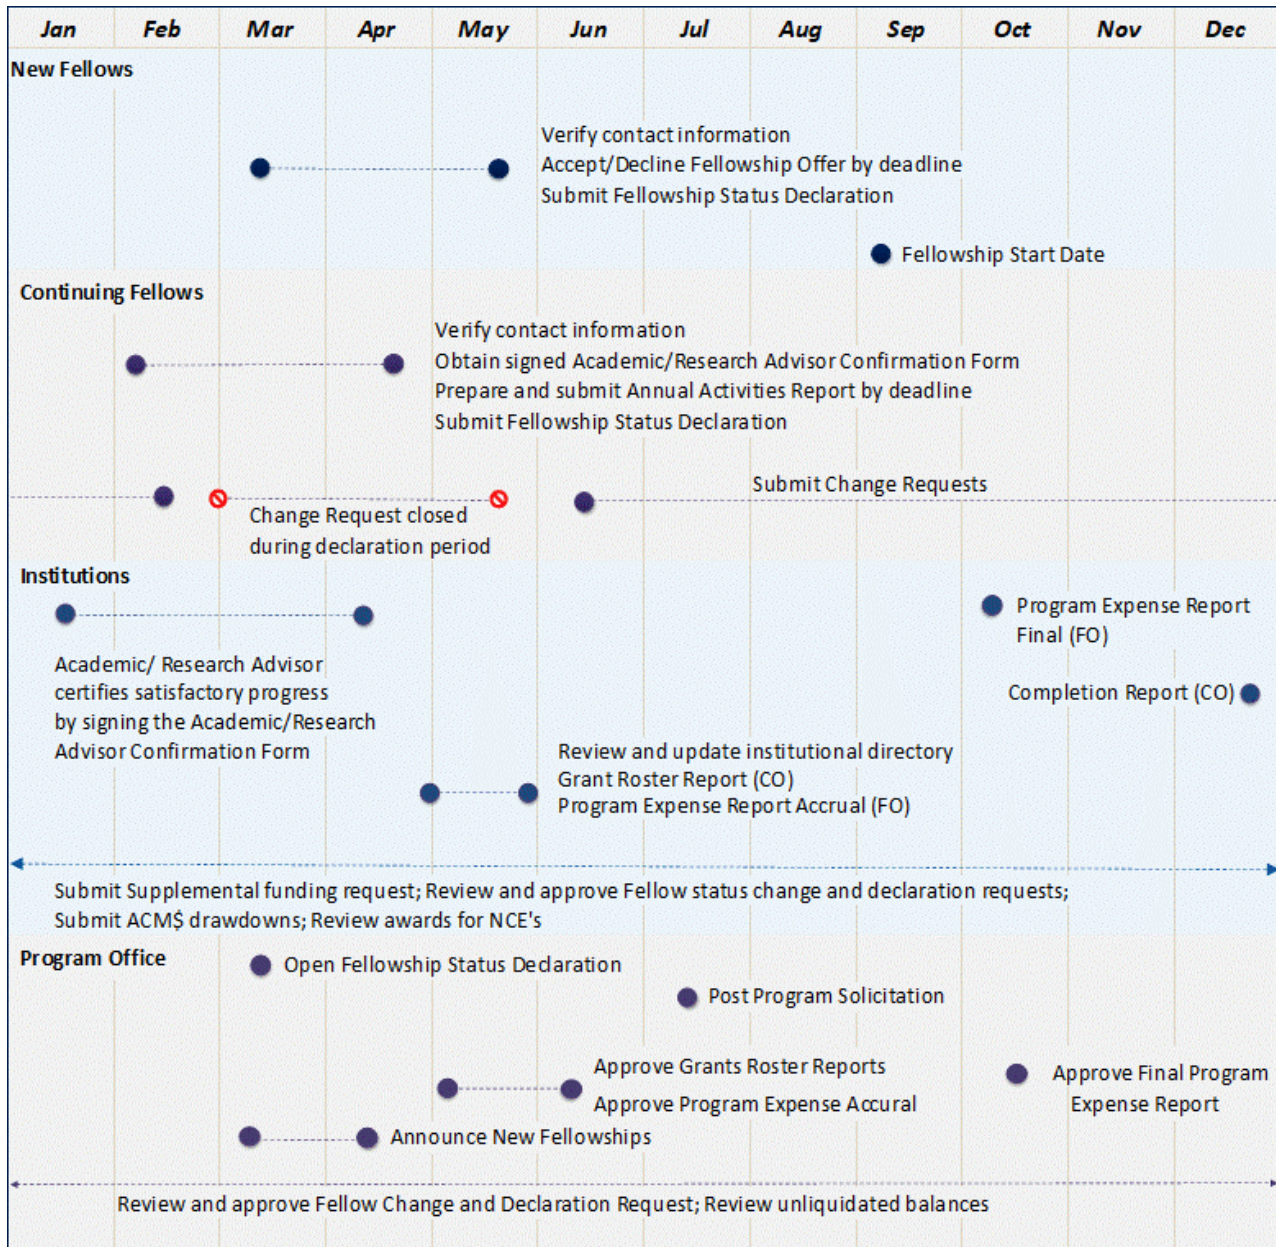 Jan Feb Mar Apr May Jun Jul Aug Sep Oct Nov Dec
New Fellows
Verify contact information
Accept/Decline Fellowship Offer by deadline
Submit Fellowship Status Declaration
Fellowship Start Date
Continuing Fellows
Verify contact information
Obtain signed Academic/Research Advisor Confirmation Form
Prepare and submit Annual Activities Report by deadline
Submit Fellowship Status Declaration
Submit Change Requests
Change Request closed
during declaration period
Institutions
Program Expense Report
Final (FO)
Academic/ Research Advisor
certifies satisfactory progress
by signing the Academic/Research
Advisor Confirmation Form
Completion Report (CO)
Review and update institutional directory
Grant Roster Report (CO)
Program Expense Report Accrual (FO)
Submit Supplemental funding request; Review and approve Fellow status change and declaration requests;
Submit ACM$ drawdowns; Review awards for NCE's
Program Office
Open Fellowship Status Declaration
Post Program Solicitation
Approve Grants Roster Reports
Approve Program Expense Accural
Approve Final Program
Expense Report
Announce New Fellowships
Review and approve Fellow Change and Declaration Request; Review unliquidated balances